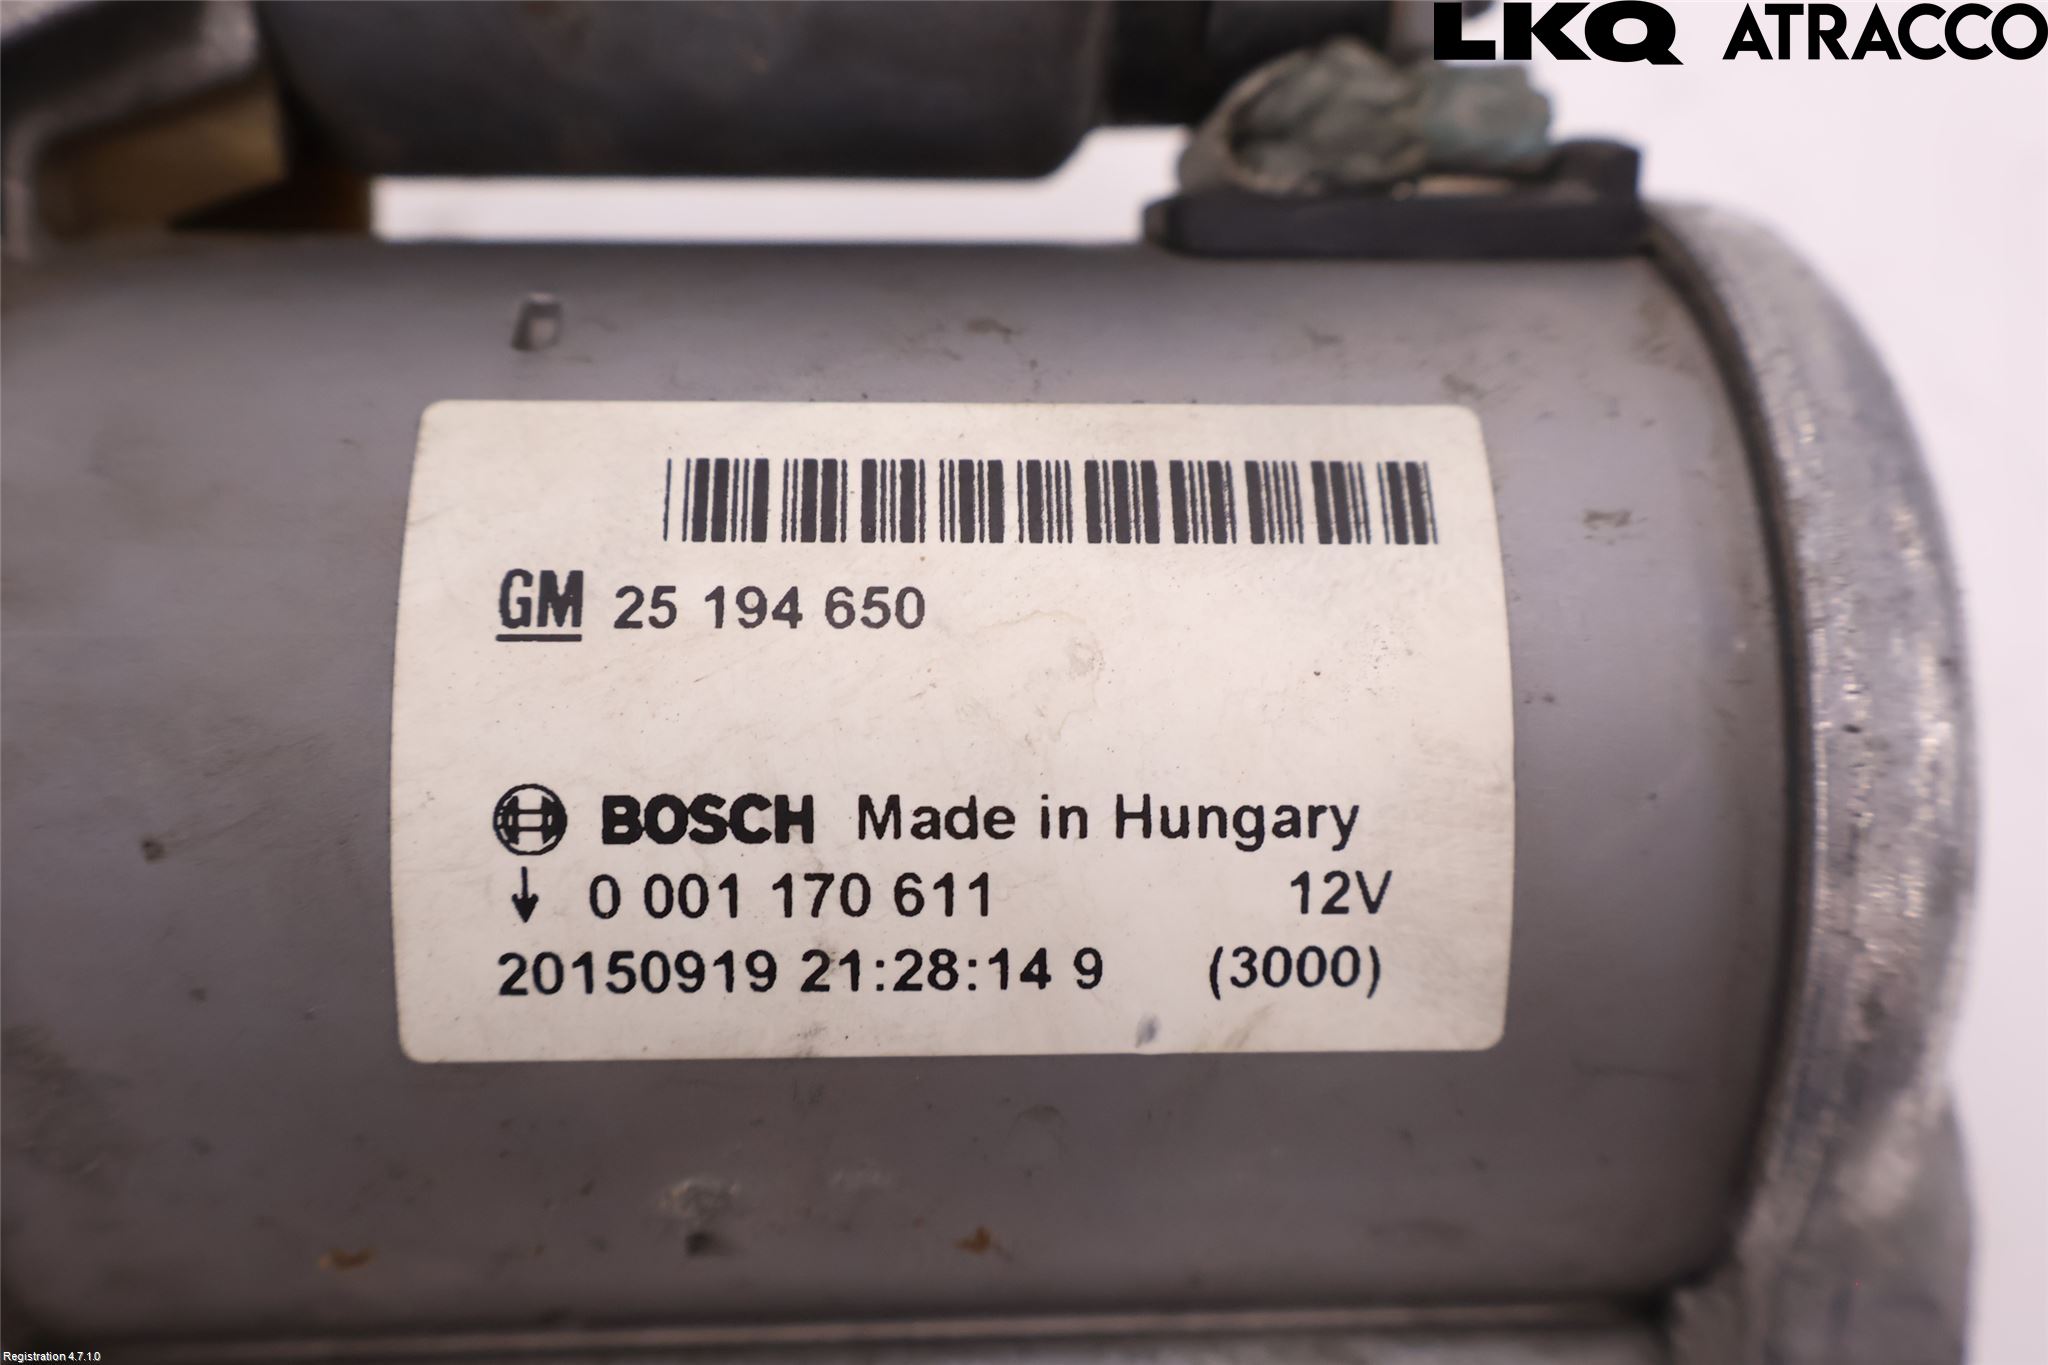 LKQ ATRACCO
GM 25 194 650
BOSCH Made in Hungary
↓ 0 001 170 611 12V
20150919 21:28:14 9 (3000)
Registration 4.7.1.0